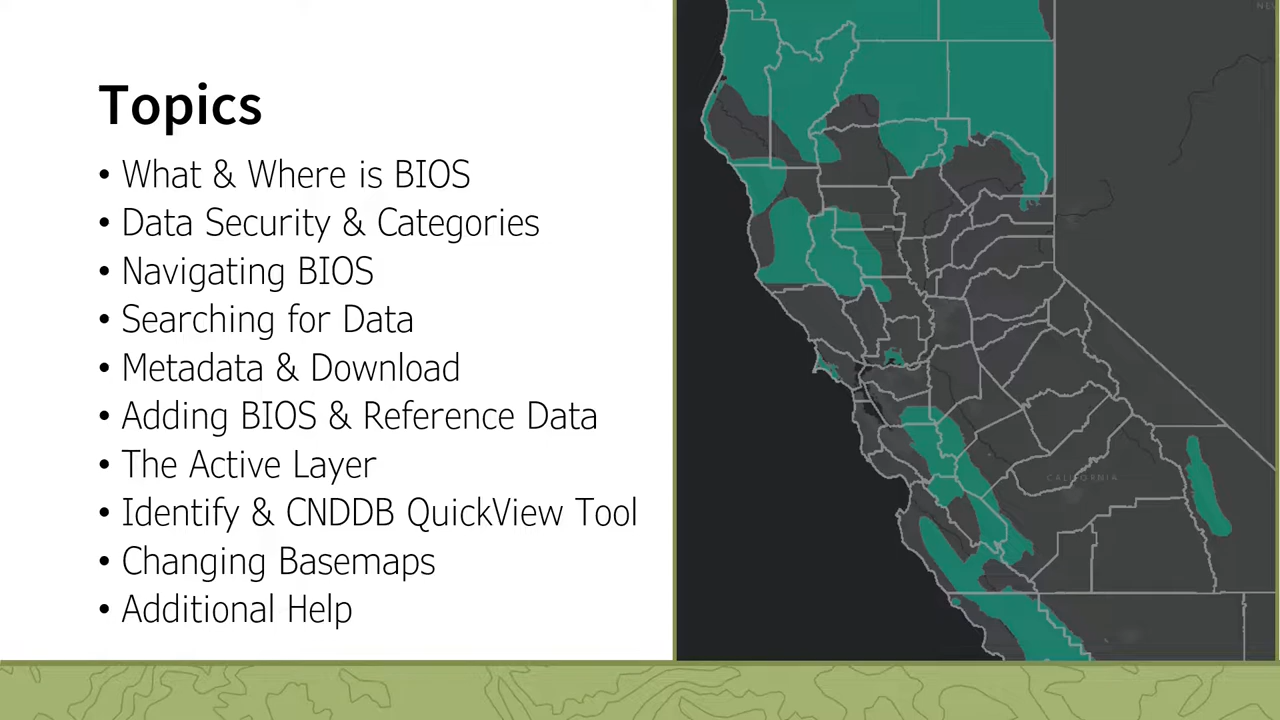 Topics
• What & Where is BIOS
• Data Security & Categories
• Navigating BIOS
• Searching for Data
• Metadata & Download
• Adding BIOS & Reference Data
• The Active Layer
• Identify & CNDDB QuickView Tool
• Changing Basemaps
• Additional Help
NEV
CALIFORNIA